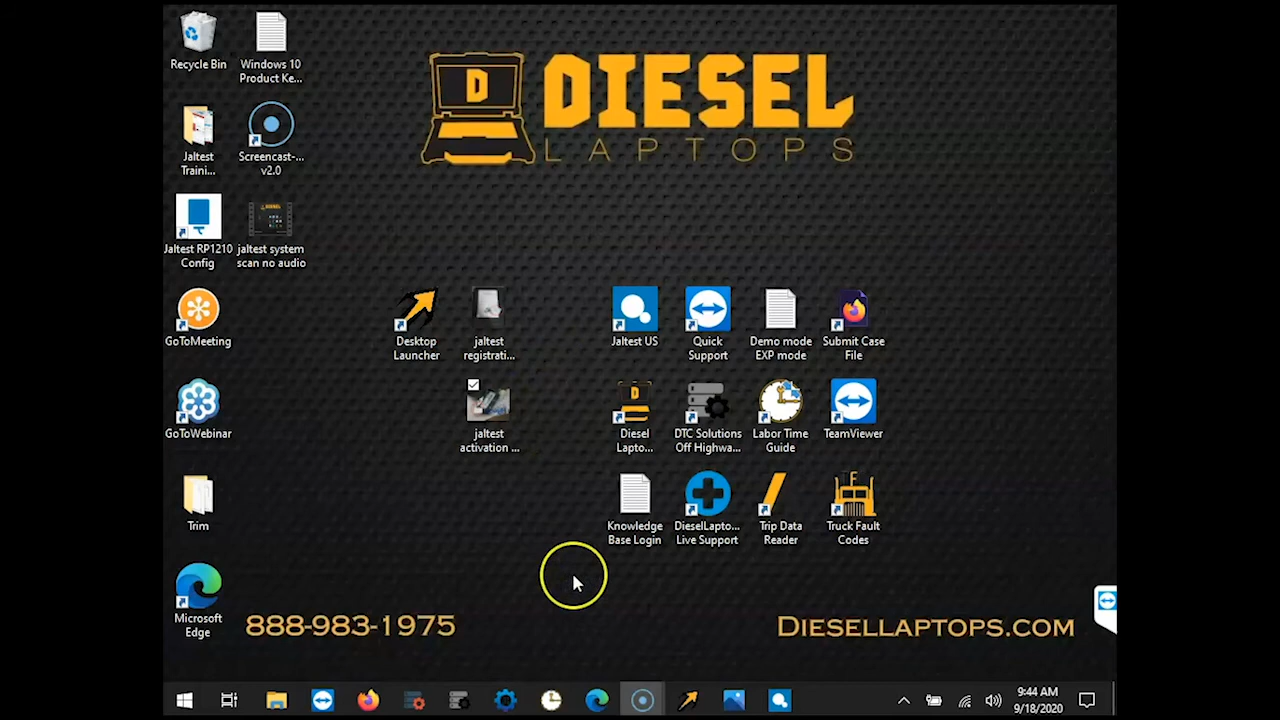 DIESEL
LAPTOPS
D
Recycle Bin
Windows 10
Product Ke...
Jaltest
Traini...
Screencast-...
v2.0
Jaltest RP1210
Config
jaltest system
scan no audio
GoToMeeting
Desktop
Launcher
jaltest
registrati...
Jaltest US
Quick
Support
Demo mode
EXP mode
Submit Case
File
GoToWebinar
jaltest
activation ...
Diesel
Lapto...
DTC Solutions
Off Highwa...
Labor Time
Guide
TeamViewer
Trim
Knowledge
Base Login
DieselLapto...
Live Support
Trip Data
Reader
Truck Fault
Codes
Microsoft
Edge
888-983-1975
Diesellaptops.com
9:44 AM
9/18/2020